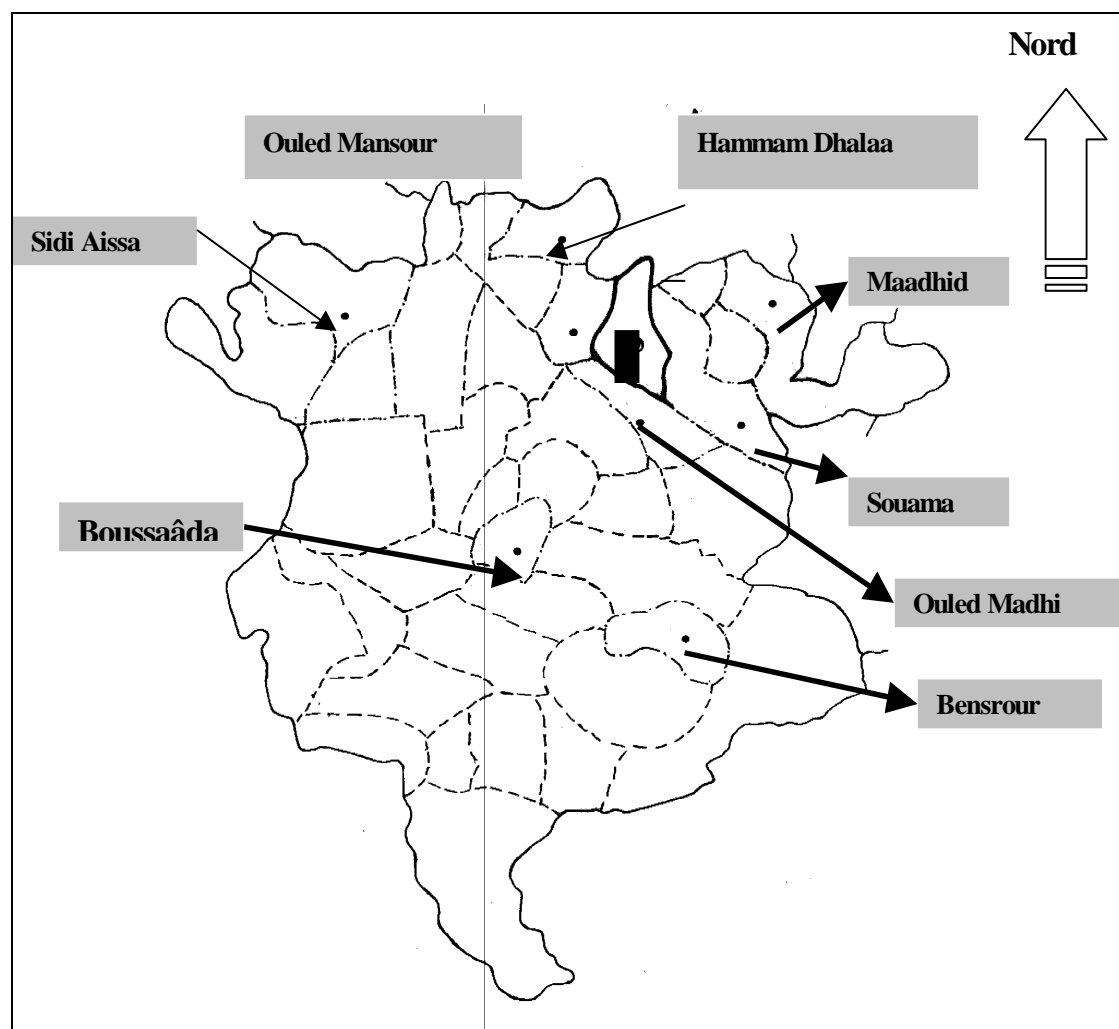 Nord
Ouled Mansour
Hammam Dhalaa
Sidi Aissa
Maadhid
Souama
Boussaâda
Ouled Madhi
Bensrour